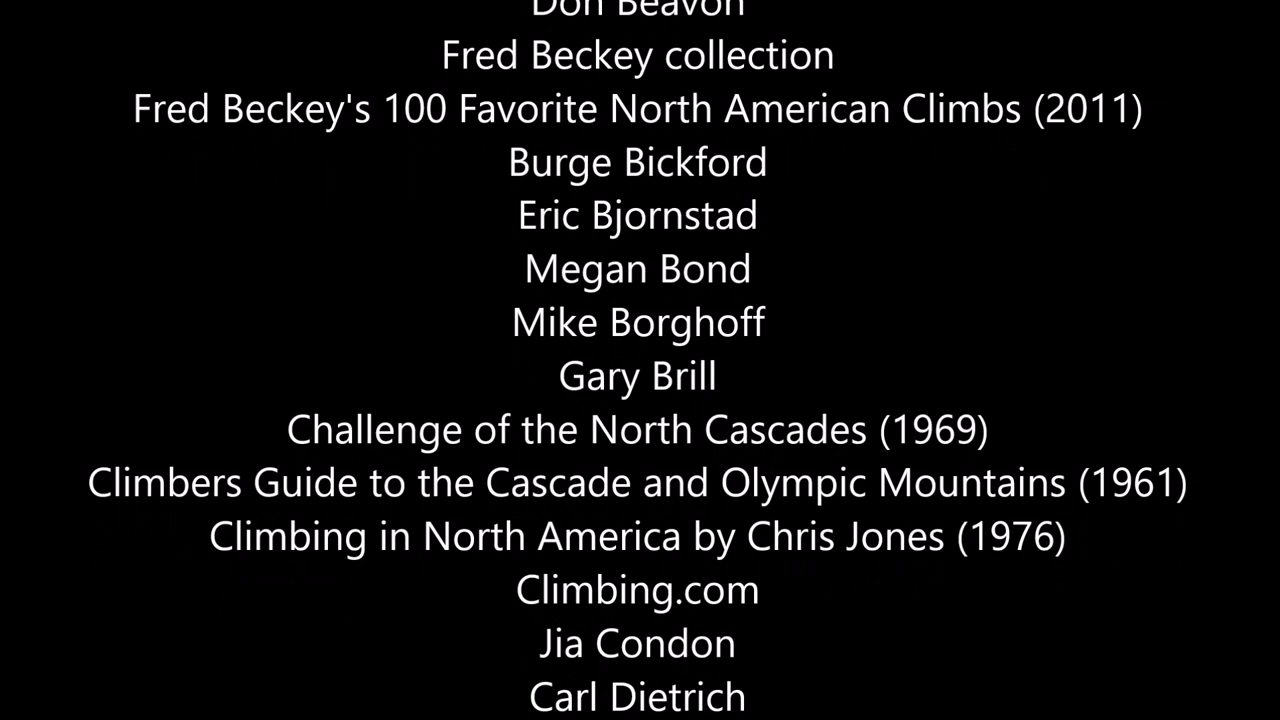 Don Beavon
Fred Beckey collection
Fred Beckey's 100 Favorite North American Climbs (2011)
Burge Bickford
Eric Bjornstad
Megan Bond
Mike Borghoff
Gary Brill
Challenge of the North Cascades (1969)
Climbers Guide to the Cascade and Olympic Mountains (1961)
Climbing in North America by Chris Jones (1976)
Climbing.com
Jia Condon
Carl Dietrich